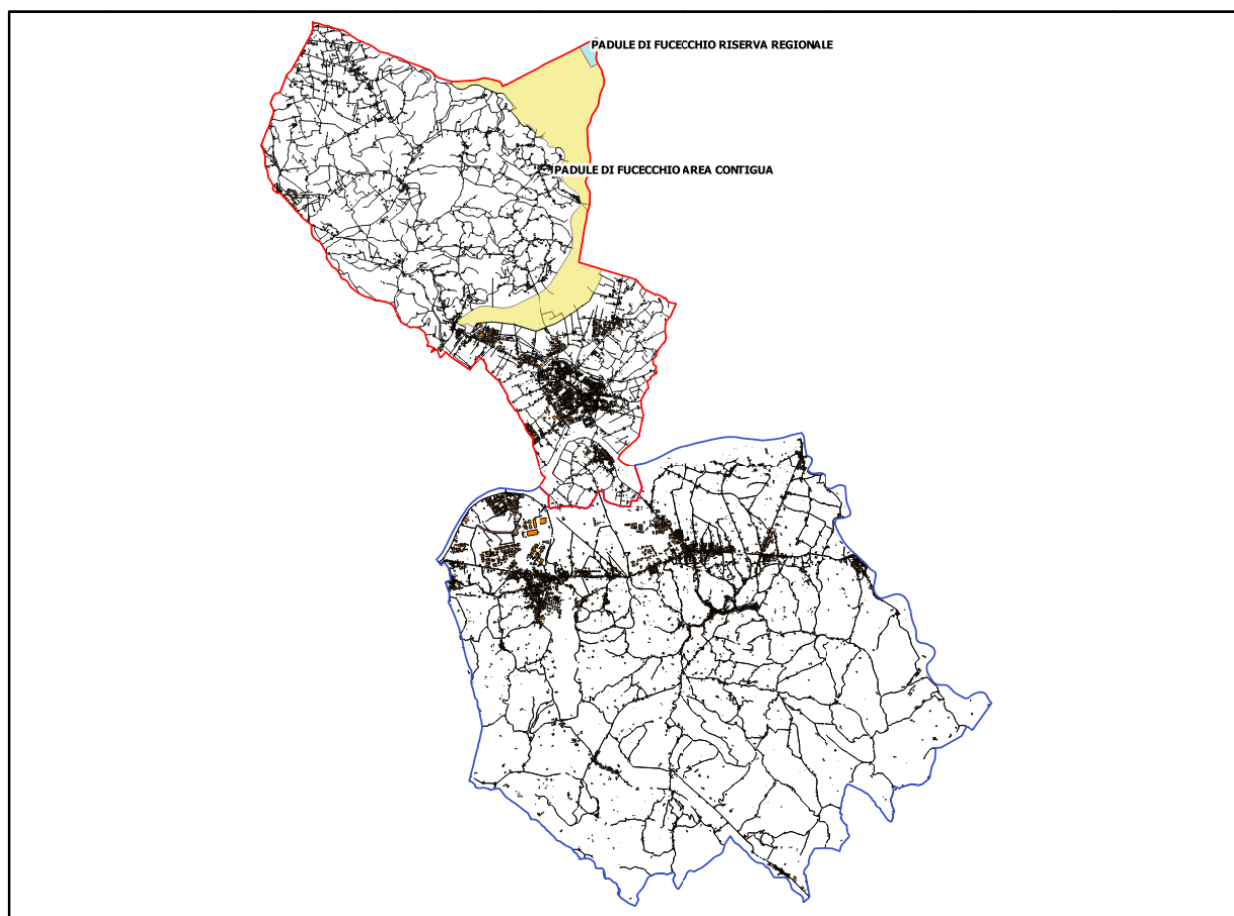 PADULE DI FUCECCHIO RISERVA REGIONALE
PADULE DI FUCECCHIO AREA CONTIGUA